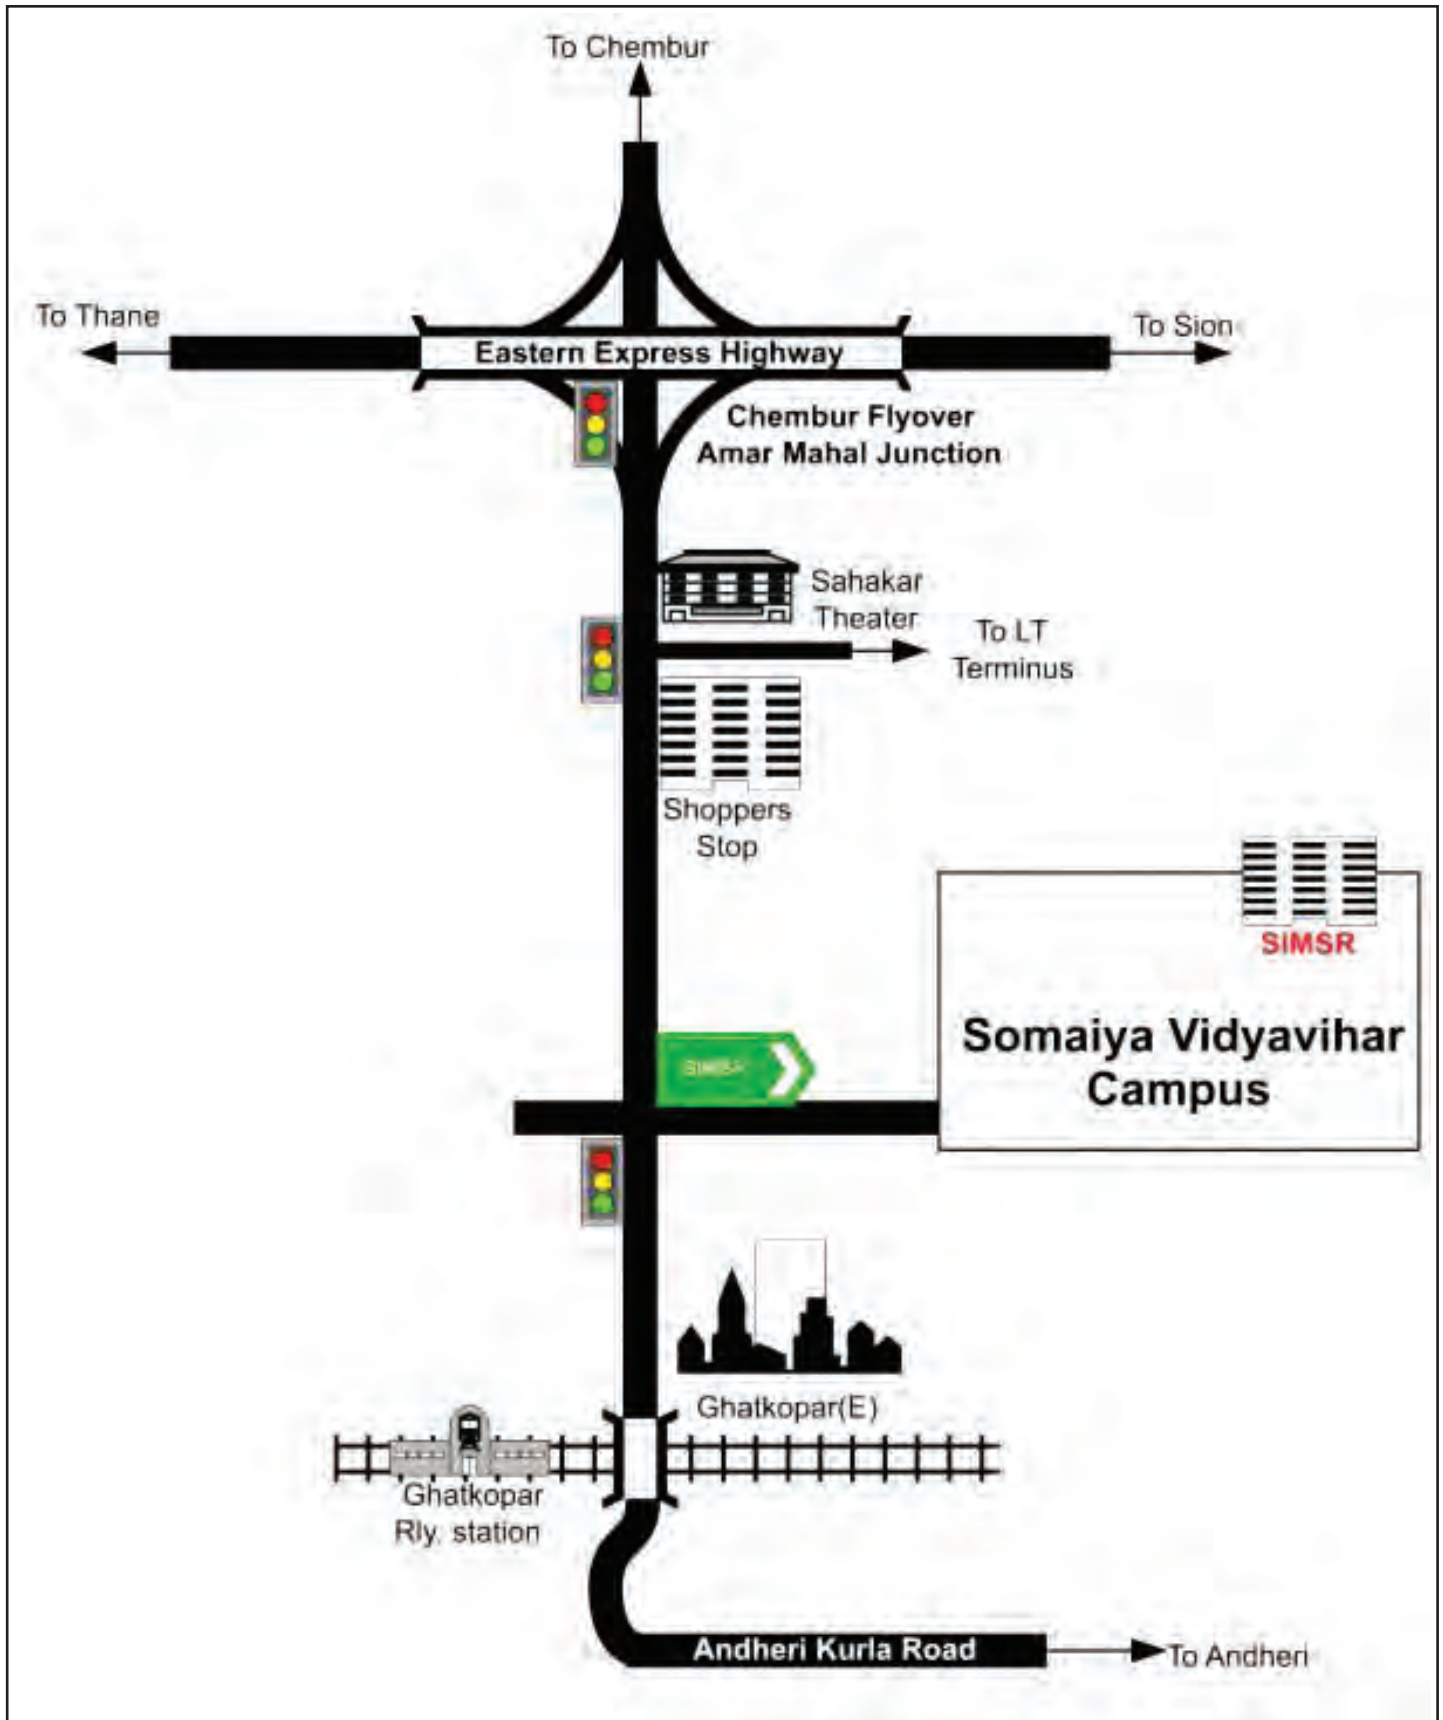 To Chembur
To Thane
To Sion
Eastern Express Highway
Chembur Flyover
Amar Mahal Junction
Sahakar
Theater
To LT
Terminus
Shoppers
Stop
SIMSR
Somaiya Vidyavihar
Campus
SIMSR
Ghatkopar(E)
Ghatkopar
Rly. station
Andheri Kurla Road
To Andheri